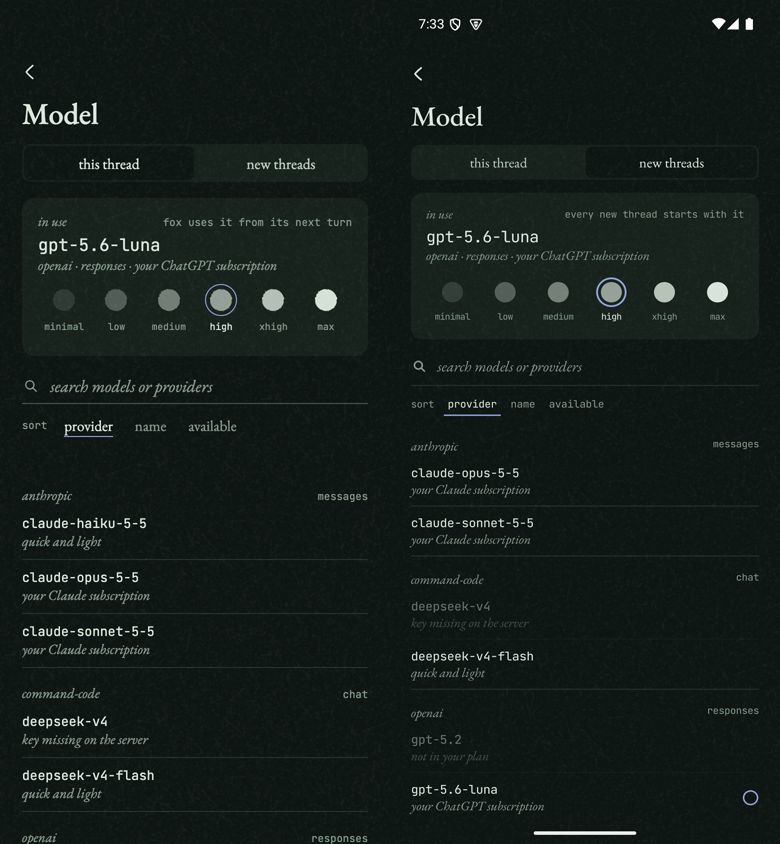 Model
this thread
new threads
in use
fox uses it from its next turn
gpt-5.6-luna
openai · responses · your ChatGPT subscription
minimal
low
medium
high
xhigh
max
search models or providers
sort
provider
name
available
anthropic
messages
claude-haiku-5-5
quick and light
claude-opus-5-5
your Claude subscription
claude-sonnet-5-5
your Claude subscription
command-code
chat
deepseek-v4
key missing on the server
deepseek-v4-flash
quick and light
openai
responses
7:33
Model
this thread
new threads
in use
every new thread starts with it
gpt-5.6-luna
openai · responses · your ChatGPT subscription
minimal
low
medium
high
xhigh
max
search models or providers
sort
provider
name
available
anthropic
messages
claude-opus-5-5
your Claude subscription
claude-sonnet-5-5
your Claude subscription
command-code
chat
deepseek-v4
key missing on the server
deepseek-v4-flash
quick and light
openai
responses
gpt-5.2
not in your plan
gpt-5.6-luna
your ChatGPT subscription